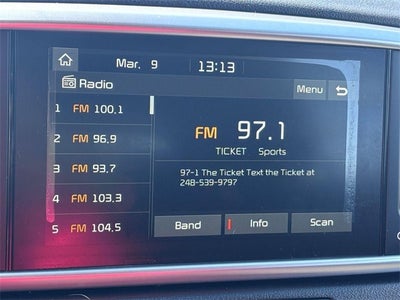 Mar. 9 13:13
Radio Menu
1 FM 100.1
2 FM 96.9
3 FM 93.7
4 FM 103.3
5 FM 104.5
FM 97.1
TICKET Sports
97-1 The Ticket Text the Ticket at
248-539-9797
Band Info Scan